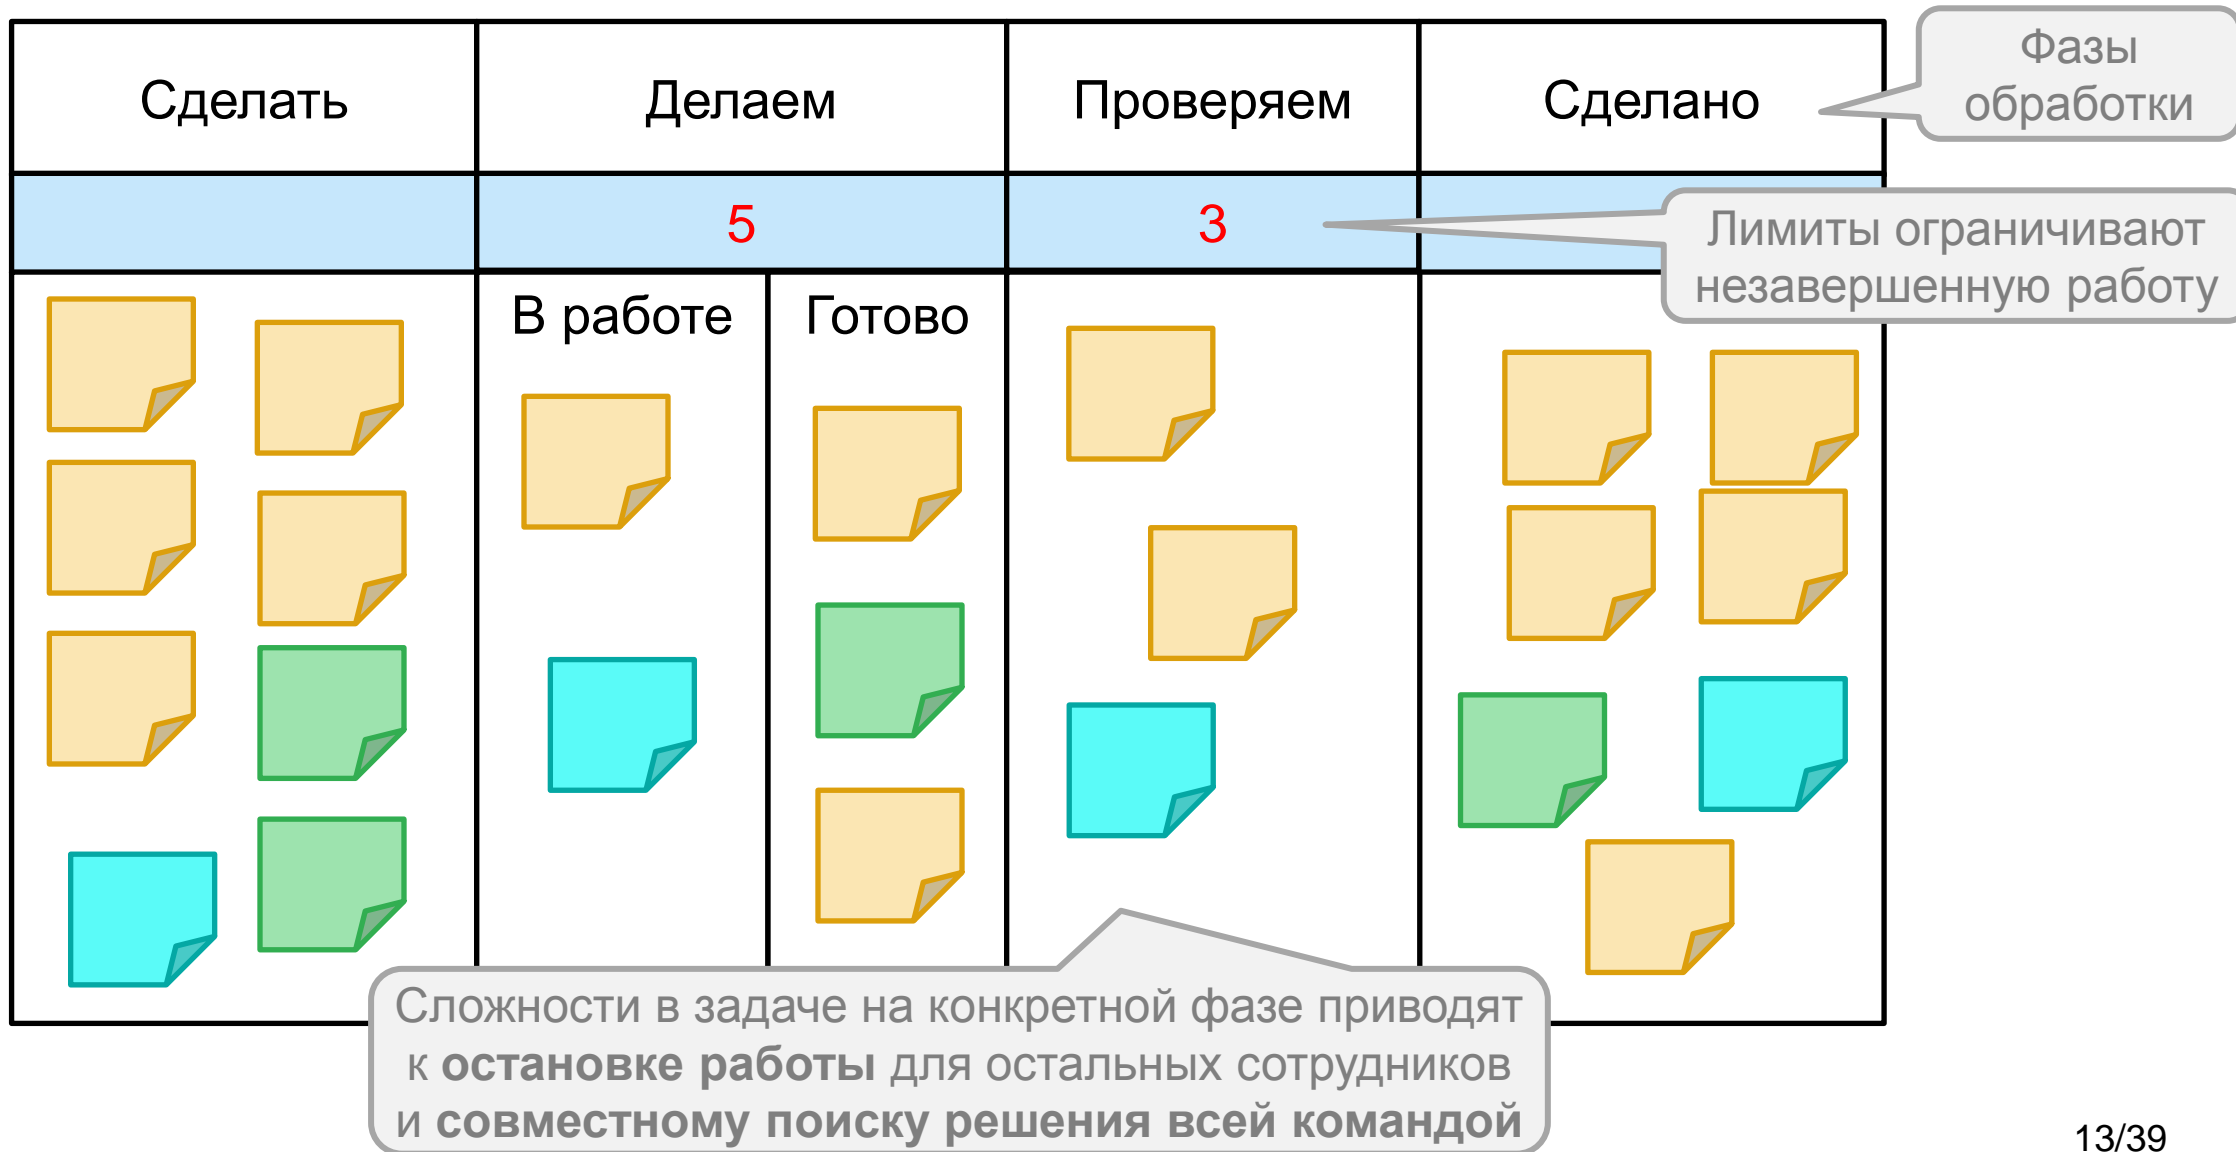 Сделать
Делаем
Проверяем
Сделано
Фазы
обработки
5
3
Лимиты ограничивают
незавершенную работу
В работе
Готово
Сложности в задаче на конкретной фазе приводят
к остановке работы для остальных сотрудников
и совместному поиску решения всей командой
13/39